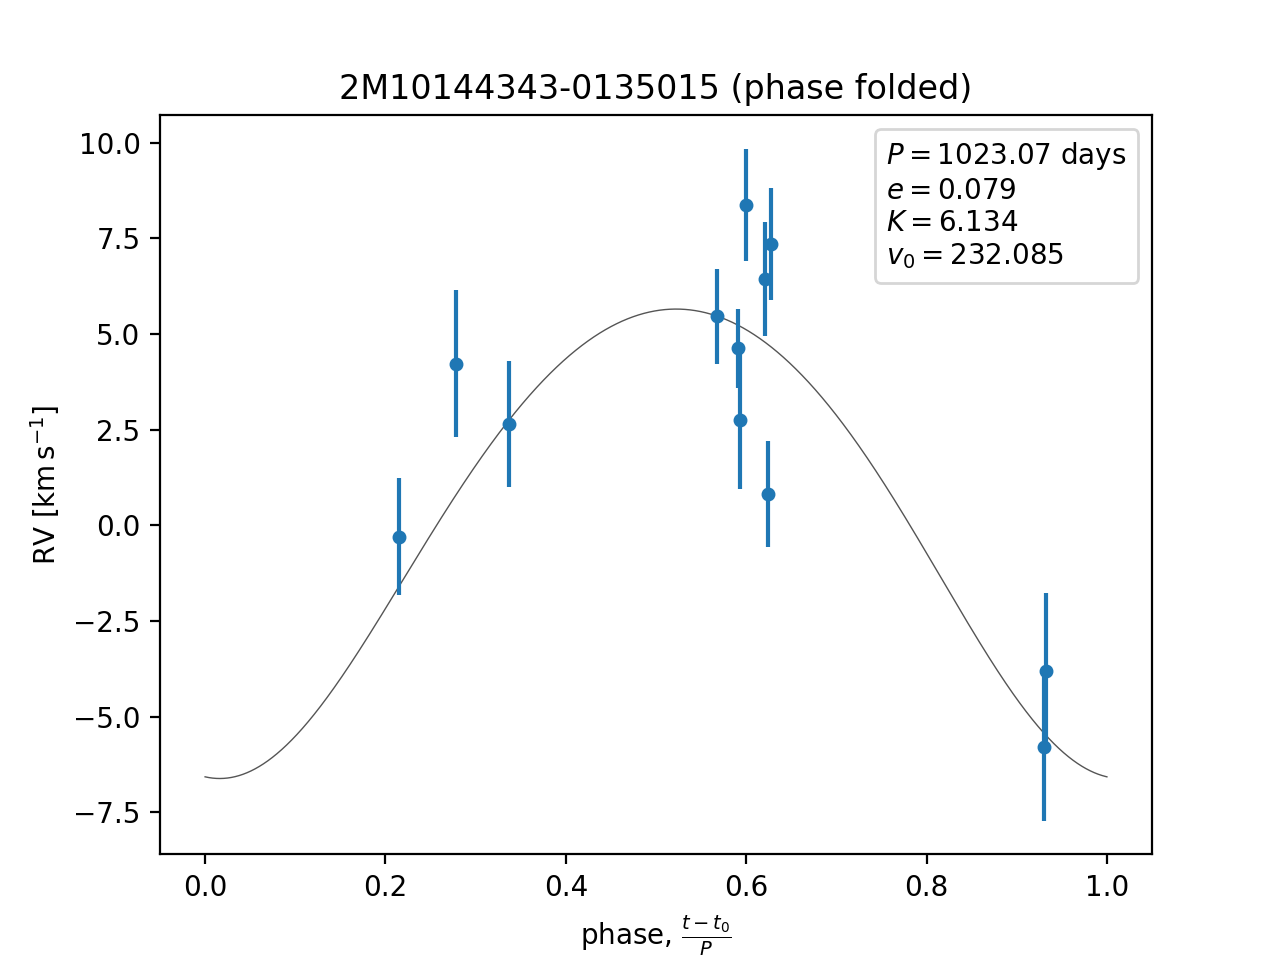 2M10144343-0135015 (phase folded)
P = 1023.07 days
e = 0.079
K = 6.134
v₀ = 232.085
10.0
7.5
5.0
2.5
0.0
−2.5
−5.0
−7.5
RV [km s⁻¹]
0.0 0.2 0.4 0.6 0.8 1.0
phase, (t − t₀)/P